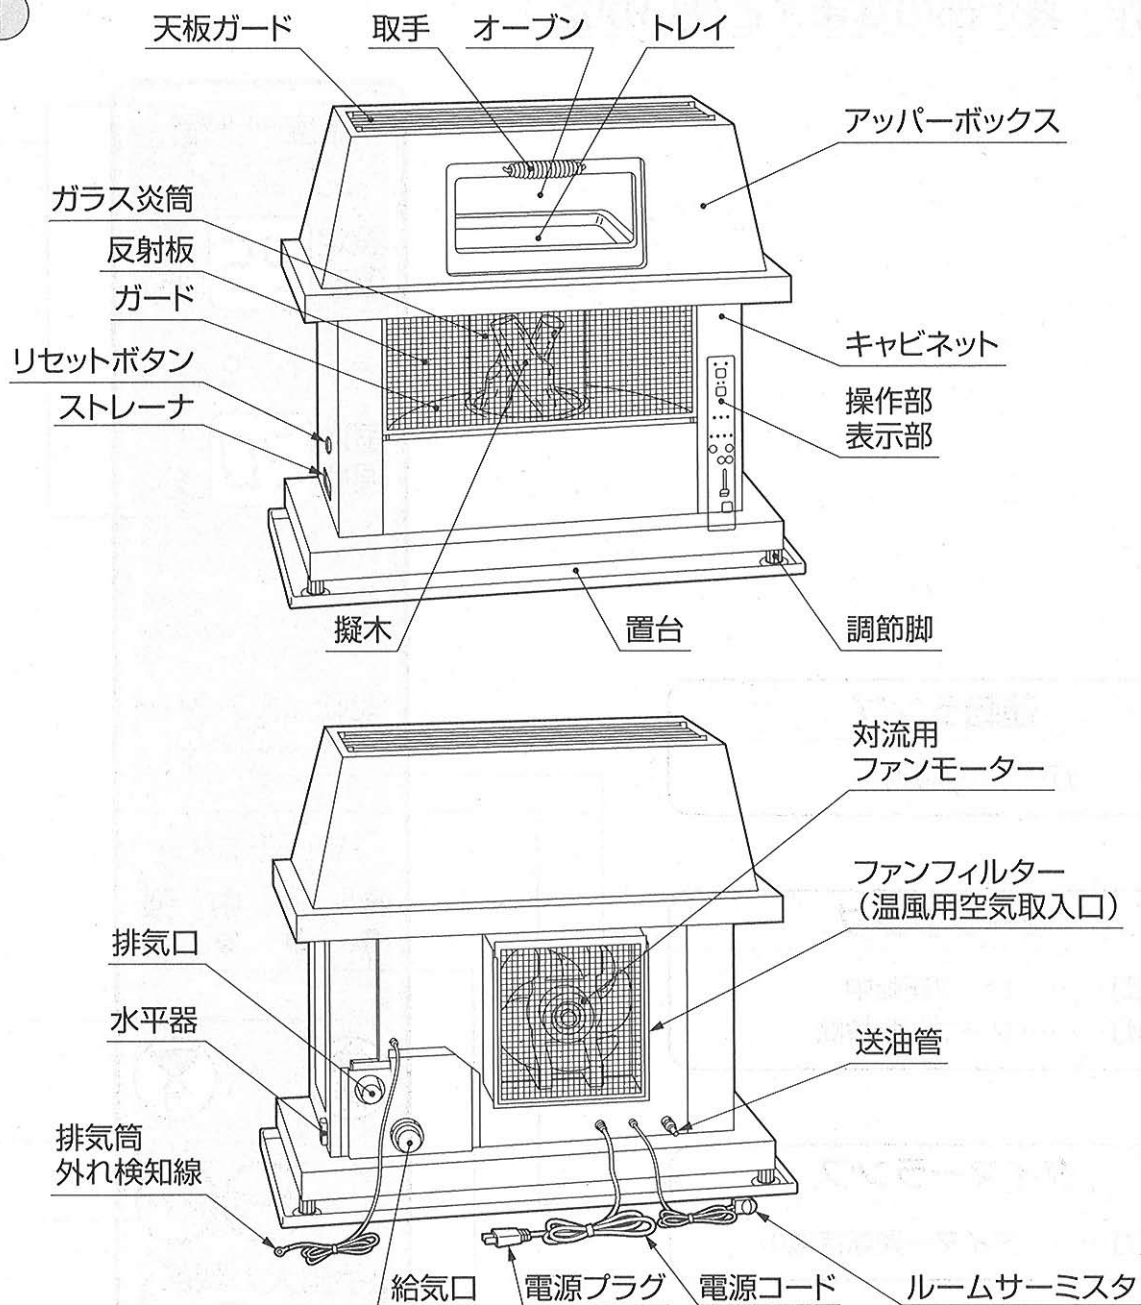 天板ガード
取手
オーブン
トレイ
アッパーボックス
ガラス炎筒
反射板
ガード
リセットボタン
ストレーナ
キャビネット
操作部
表示部
擬木
置台
調節脚
対流用
ファンモーター
ファンフィルター
(温風用空気取入口)
排気口
水平器
送油管
排気筒
外れ検知線
給気口
電源プラグ
電源コード
ルームサーミスタ